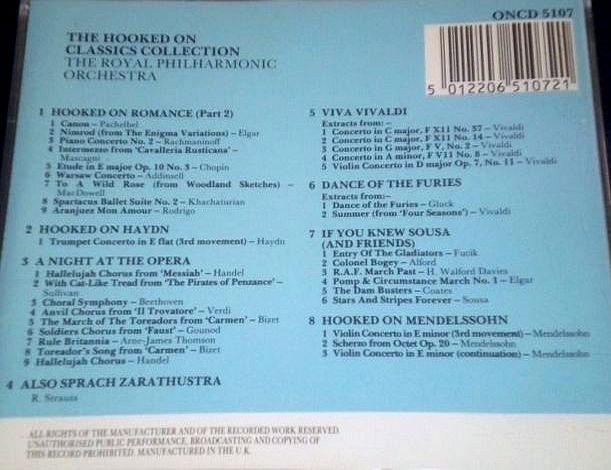 ONCD 5107
5 012206 510721
THE HOOKED ON
CLASSICS COLLECTION
THE ROYAL PHILHARMONIC
ORCHESTRA
1 HOOKED ON ROMANCE (Part 2)
1 Canon – Pachelbel
2 Nimrod (from The Enigma Variations) – Elgar
3 Piano Concerto No. 2 – Rachmaninoff
4 Intermezzo from 'Cavalleria Rusticana' –
Mascagni
5 Etude in E major Op. 10 No. 3 – Chopin
6 Warsaw Concerto – Addinsell
7 To A Wild Rose (from Woodland Sketches) –
MacDowell
8 Spartacus Ballet Suite No. 2 – Khachaturian
9 Aranjuez Mon Amour – Rodrigo
2 HOOKED ON HAYDN
1 Trumpet Concerto in E flat (3rd movement) – Haydn
3 A NIGHT AT THE OPERA
1 Hallelujah Chorus from 'Messiah' – Handel
2 With Cat-Like Tread from 'The Pirates of Penzance' –
Sullivan
3 Choral Symphony – Beethoven
4 Anvil Chorus from 'Il Trovatore' – Verdi
5 The March of The Toreadors from 'Carmen' – Bizet
6 Soldiers Chorus from 'Faust' – Gounod
7 Rule Britannia – Arne-James Thomson
8 Toreador's Song from 'Carmen' – Bizet
9 Hallelujah Chorus – Handel
4 ALSO SPRACH ZARATHUSTRA
R. Strauss
5 VIVA VIVALDI
Extracts from:–
1 Concerto in C major, F X11 No. 37 – Vivaldi
2 Concerto in C major, F X11 No. 14 – Vivaldi
3 Concerto in G major, F V, No. 2 – Vivaldi
4 Concerto in A minor, F V11 No. 8 – Vivaldi
5 Violin Concerto in D major Op. 7, No. 11 – Vivaldi
6 DANCE OF THE FURIES
Extracts from:–
1 Dance of the Furies – Gluck
2 Summer (from 'Four Seasons') – Vivaldi
7 IF YOU KNEW SOUSA
(AND FRIENDS)
1 Entry Of The Gladiators – Fucik
2 Colonel Bogey – Alford
3 R.A.F. March Past – H. Walford Davies
4 Pomp & Circumstance March No. 1 – Elgar
5 The Dam Busters – Coates
6 Stars And Stripes Forever – Sousa
8 HOOKED ON MENDELSSOHN
1 Violin Concerto in E minor (3rd movement) – Mendelssohn
2 Scherzo from Octet Op. 20 – Mendelssohn
3 Violin Concerto in E minor (continuation) – Mendelssohn
ALL RIGHTS OF THE MANUFACTURER AND OF THE RECORDED WORK RESERVED.
UNAUTHORISED PUBLIC PERFORMANCE, BROADCASTING AND COPYING OF
THIS RECORD PROHIBITED. MANUFACTURED IN THE U.K.